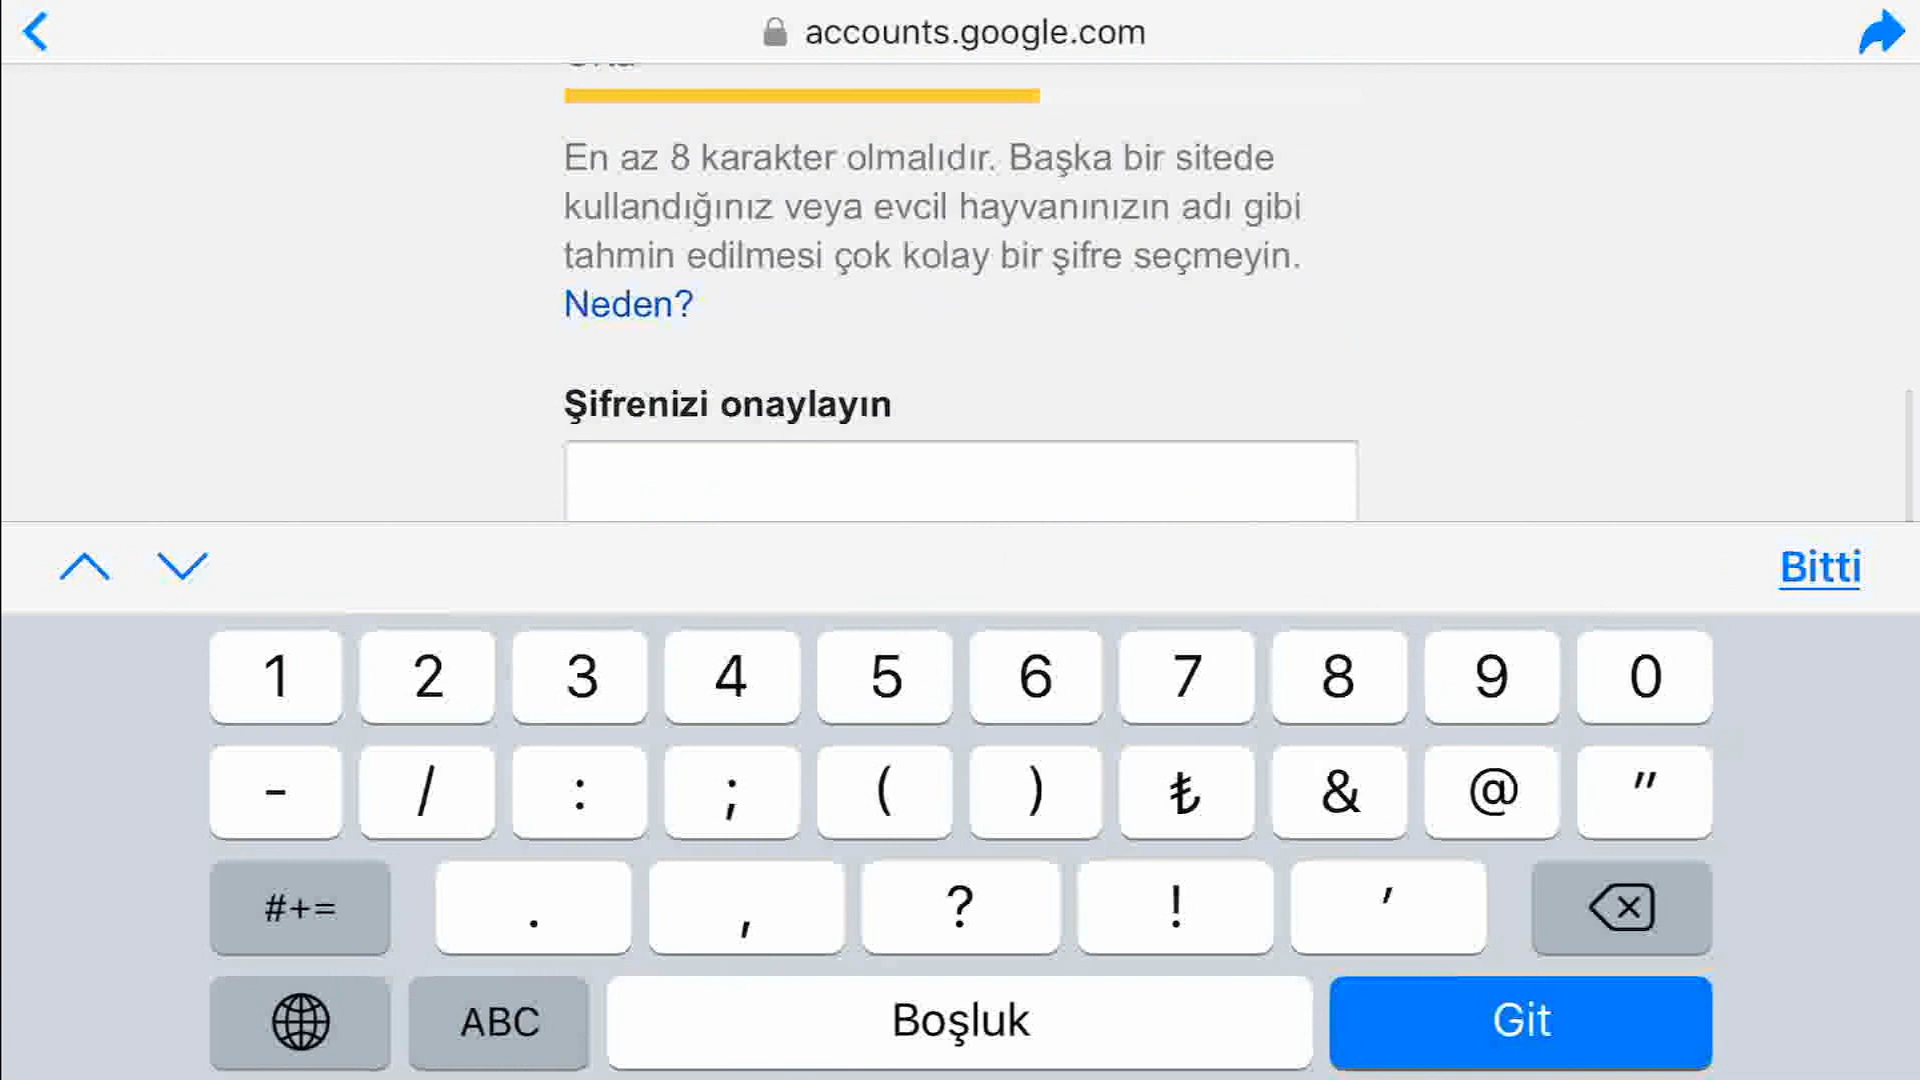 accounts.google.com
En az 8 karakter olmalıdır. Başka bir sitede
kullandığınız veya evcil hayvanınızın adı gibi
tahmin edilmesi çok kolay bir şifre seçmeyin.
Neden?
Şifrenizi onaylayın
Bitti
1 2 3 4 5 6 7 8 9 0
- / : ; ( ) ₺ & @ "
#+= . , ? ! '
ABC Boşluk Git